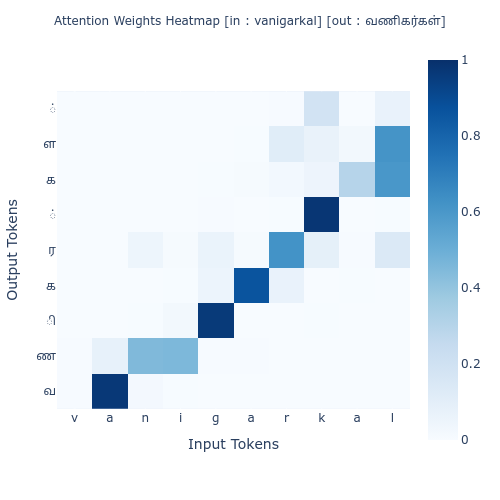 Attention Weights Heatmap [in : vanigarkal] [out : வணிகர்கள்]
்
ள
க
்
ர
க
ி
ண
வ
v a n i g a r k a l
Input Tokens
Output Tokens
1
0.8
0.6
0.4
0.2
0